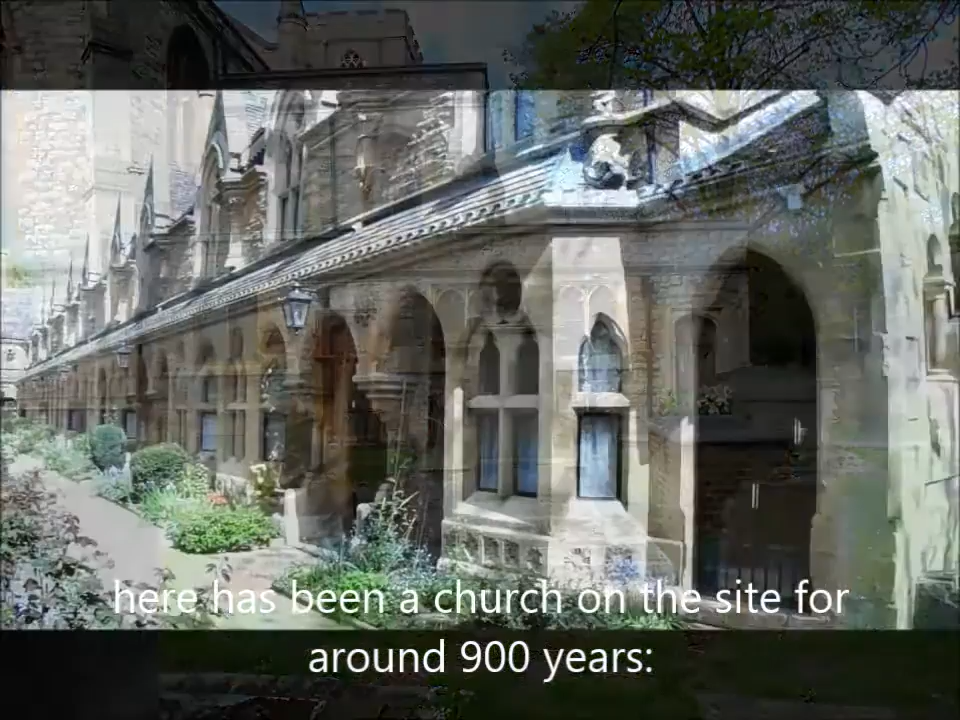 here has been a church on the site for
around 900 years: